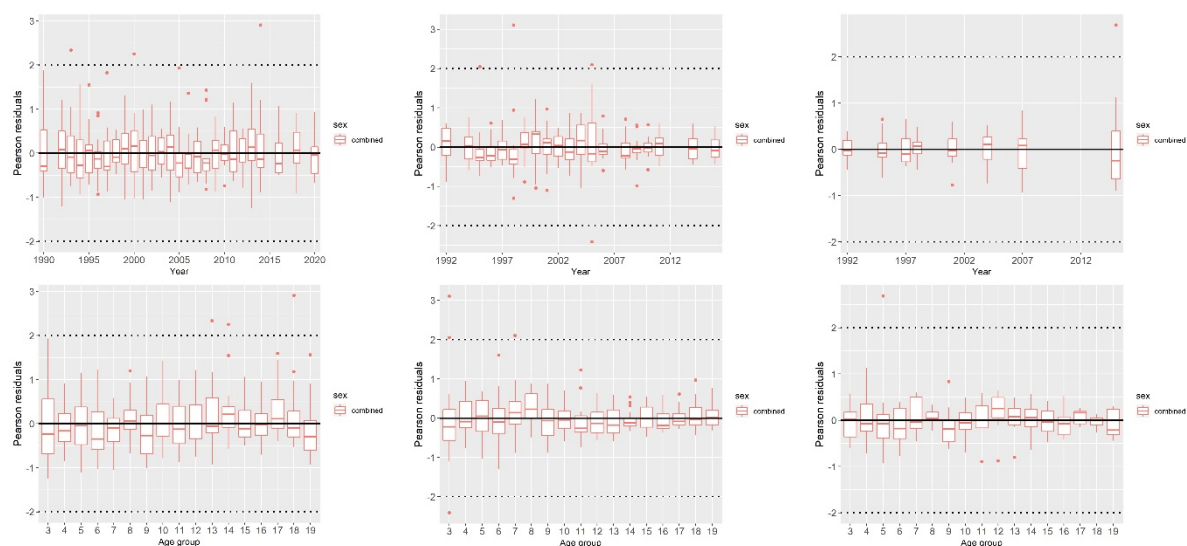 3
2
1
0
-1
-2
Pearson residuals
1990 1995 2000 2005 2010 2015 2020
Year
sex
combined
3
2
1
0
-1
-2
Pearson residuals
1992 1997 2002 2007 2012
Year
sex
combined
2
1
0
-1
-2
Pearson residuals
1992 1997 2002 2007 2012
Year
sex
combined
3
2
1
0
-1
-2
Pearson residuals
3 4 5 6 7 8 9 10 11 12 13 14 15 16 17 18 19
Age group
sex
combined
3
2
1
0
-1
-2
Pearson residuals
3 4 5 6 7 8 9 10 11 12 13 14 15 16 17 18 19
Age group
sex
combined
2
1
0
-1
-2
Pearson residuals
3 4 5 6 7 8 9 10 11 12 13 14 15 16 17 18 19
Age group
sex
combined